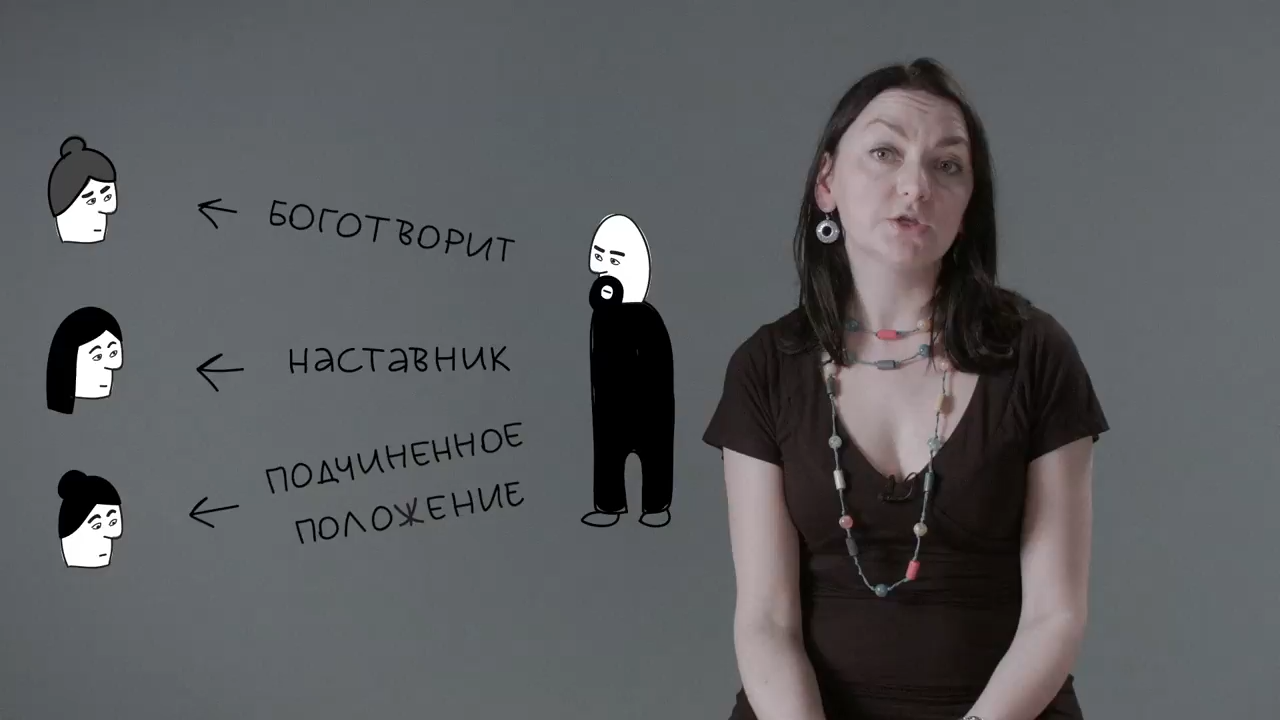 БОГОТВОРИТ
НАСТАВНИК
ПОДЧИНЕННОЕ
ПОЛОЖЕНИЕ